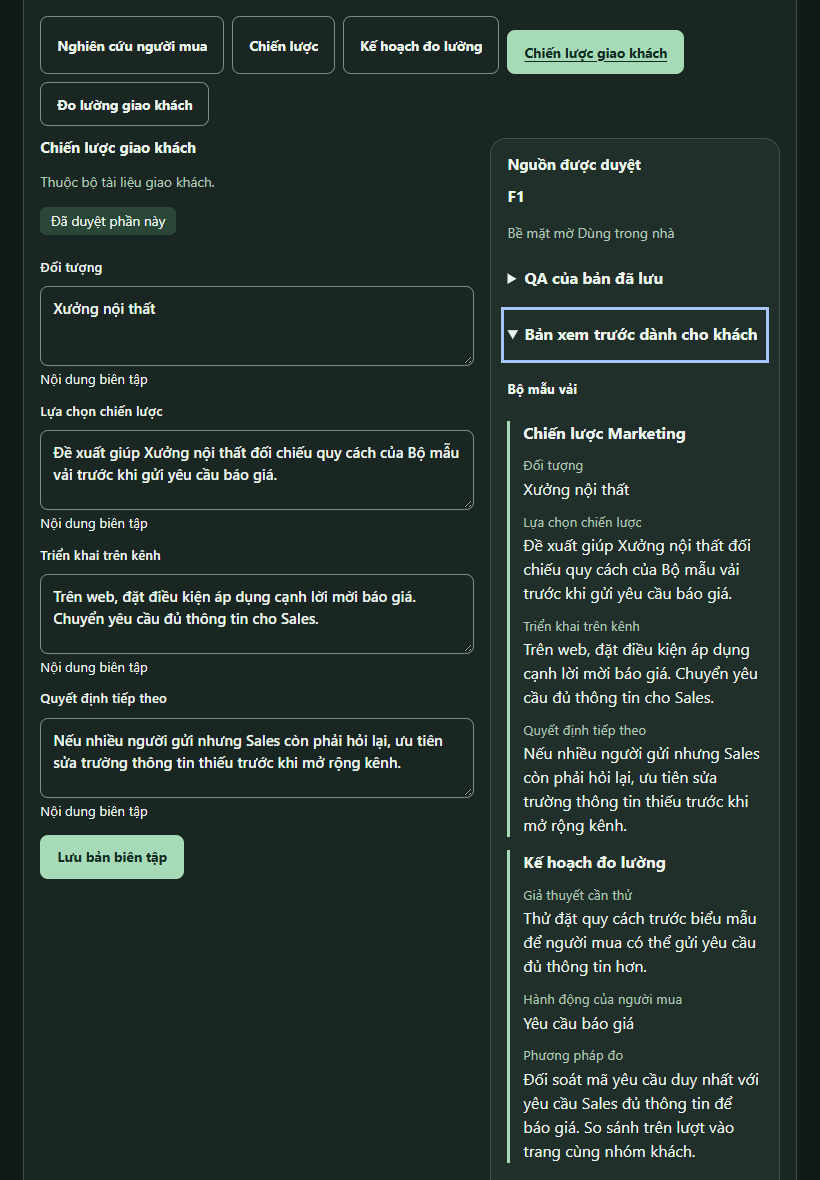 Nghiên cứu người mua
Chiến lược
Kế hoạch đo lường
Chiến lược giao khách
Đo lường giao khách
Chiến lược giao khách
Thuộc bộ tài liệu giao khách.
Đã duyệt phần này
Đối tượng
Xưởng nội thất
Nội dung biên tập
Lựa chọn chiến lược
Đề xuất giúp Xưởng nội thất đối chiếu quy cách của Bộ mẫu
vải trước khi gửi yêu cầu báo giá.
Nội dung biên tập
Triển khai trên kênh
Trên web, đặt điều kiện áp dụng cạnh lời mời báo giá.
Chuyển yêu cầu đủ thông tin cho Sales.
Nội dung biên tập
Quyết định tiếp theo
Nếu nhiều người gửi nhưng Sales còn phải hỏi lại, ưu tiên
sửa trường thông tin thiếu trước khi mở rộng kênh.
Nội dung biên tập
Lưu bản biên tập
Nguồn được duyệt
F1
Bề mặt mờ Dùng trong nhà
QA của bản đã lưu
Bản xem trước dành cho khách
Bộ mẫu vải
Chiến lược Marketing
Đối tượng
Xưởng nội thất
Lựa chọn chiến lược
Đề xuất giúp Xưởng nội thất đối
chiếu quy cách của Bộ mẫu vải
trước khi gửi yêu cầu báo giá.
Triển khai trên kênh
Trên web, đặt điều kiện áp dụng
cạnh lời mời báo giá. Chuyển yêu
cầu đủ thông tin cho Sales.
Quyết định tiếp theo
Nếu nhiều người gửi nhưng Sales
còn phải hỏi lại, ưu tiên sửa
trường thông tin thiếu trước khi
mở rộng kênh.
Kế hoạch đo lường
Giả thuyết cần thử
Thử đặt quy cách trước biểu mẫu
để người mua có thể gửi yêu cầu
đủ thông tin hơn.
Hành động của người mua
Yêu cầu báo giá
Phương pháp đo
Đối soát mã yêu cầu duy nhất với
yêu cầu Sales đủ thông tin để
báo giá. So sánh trên lượt vào
trang cùng nhóm khách.